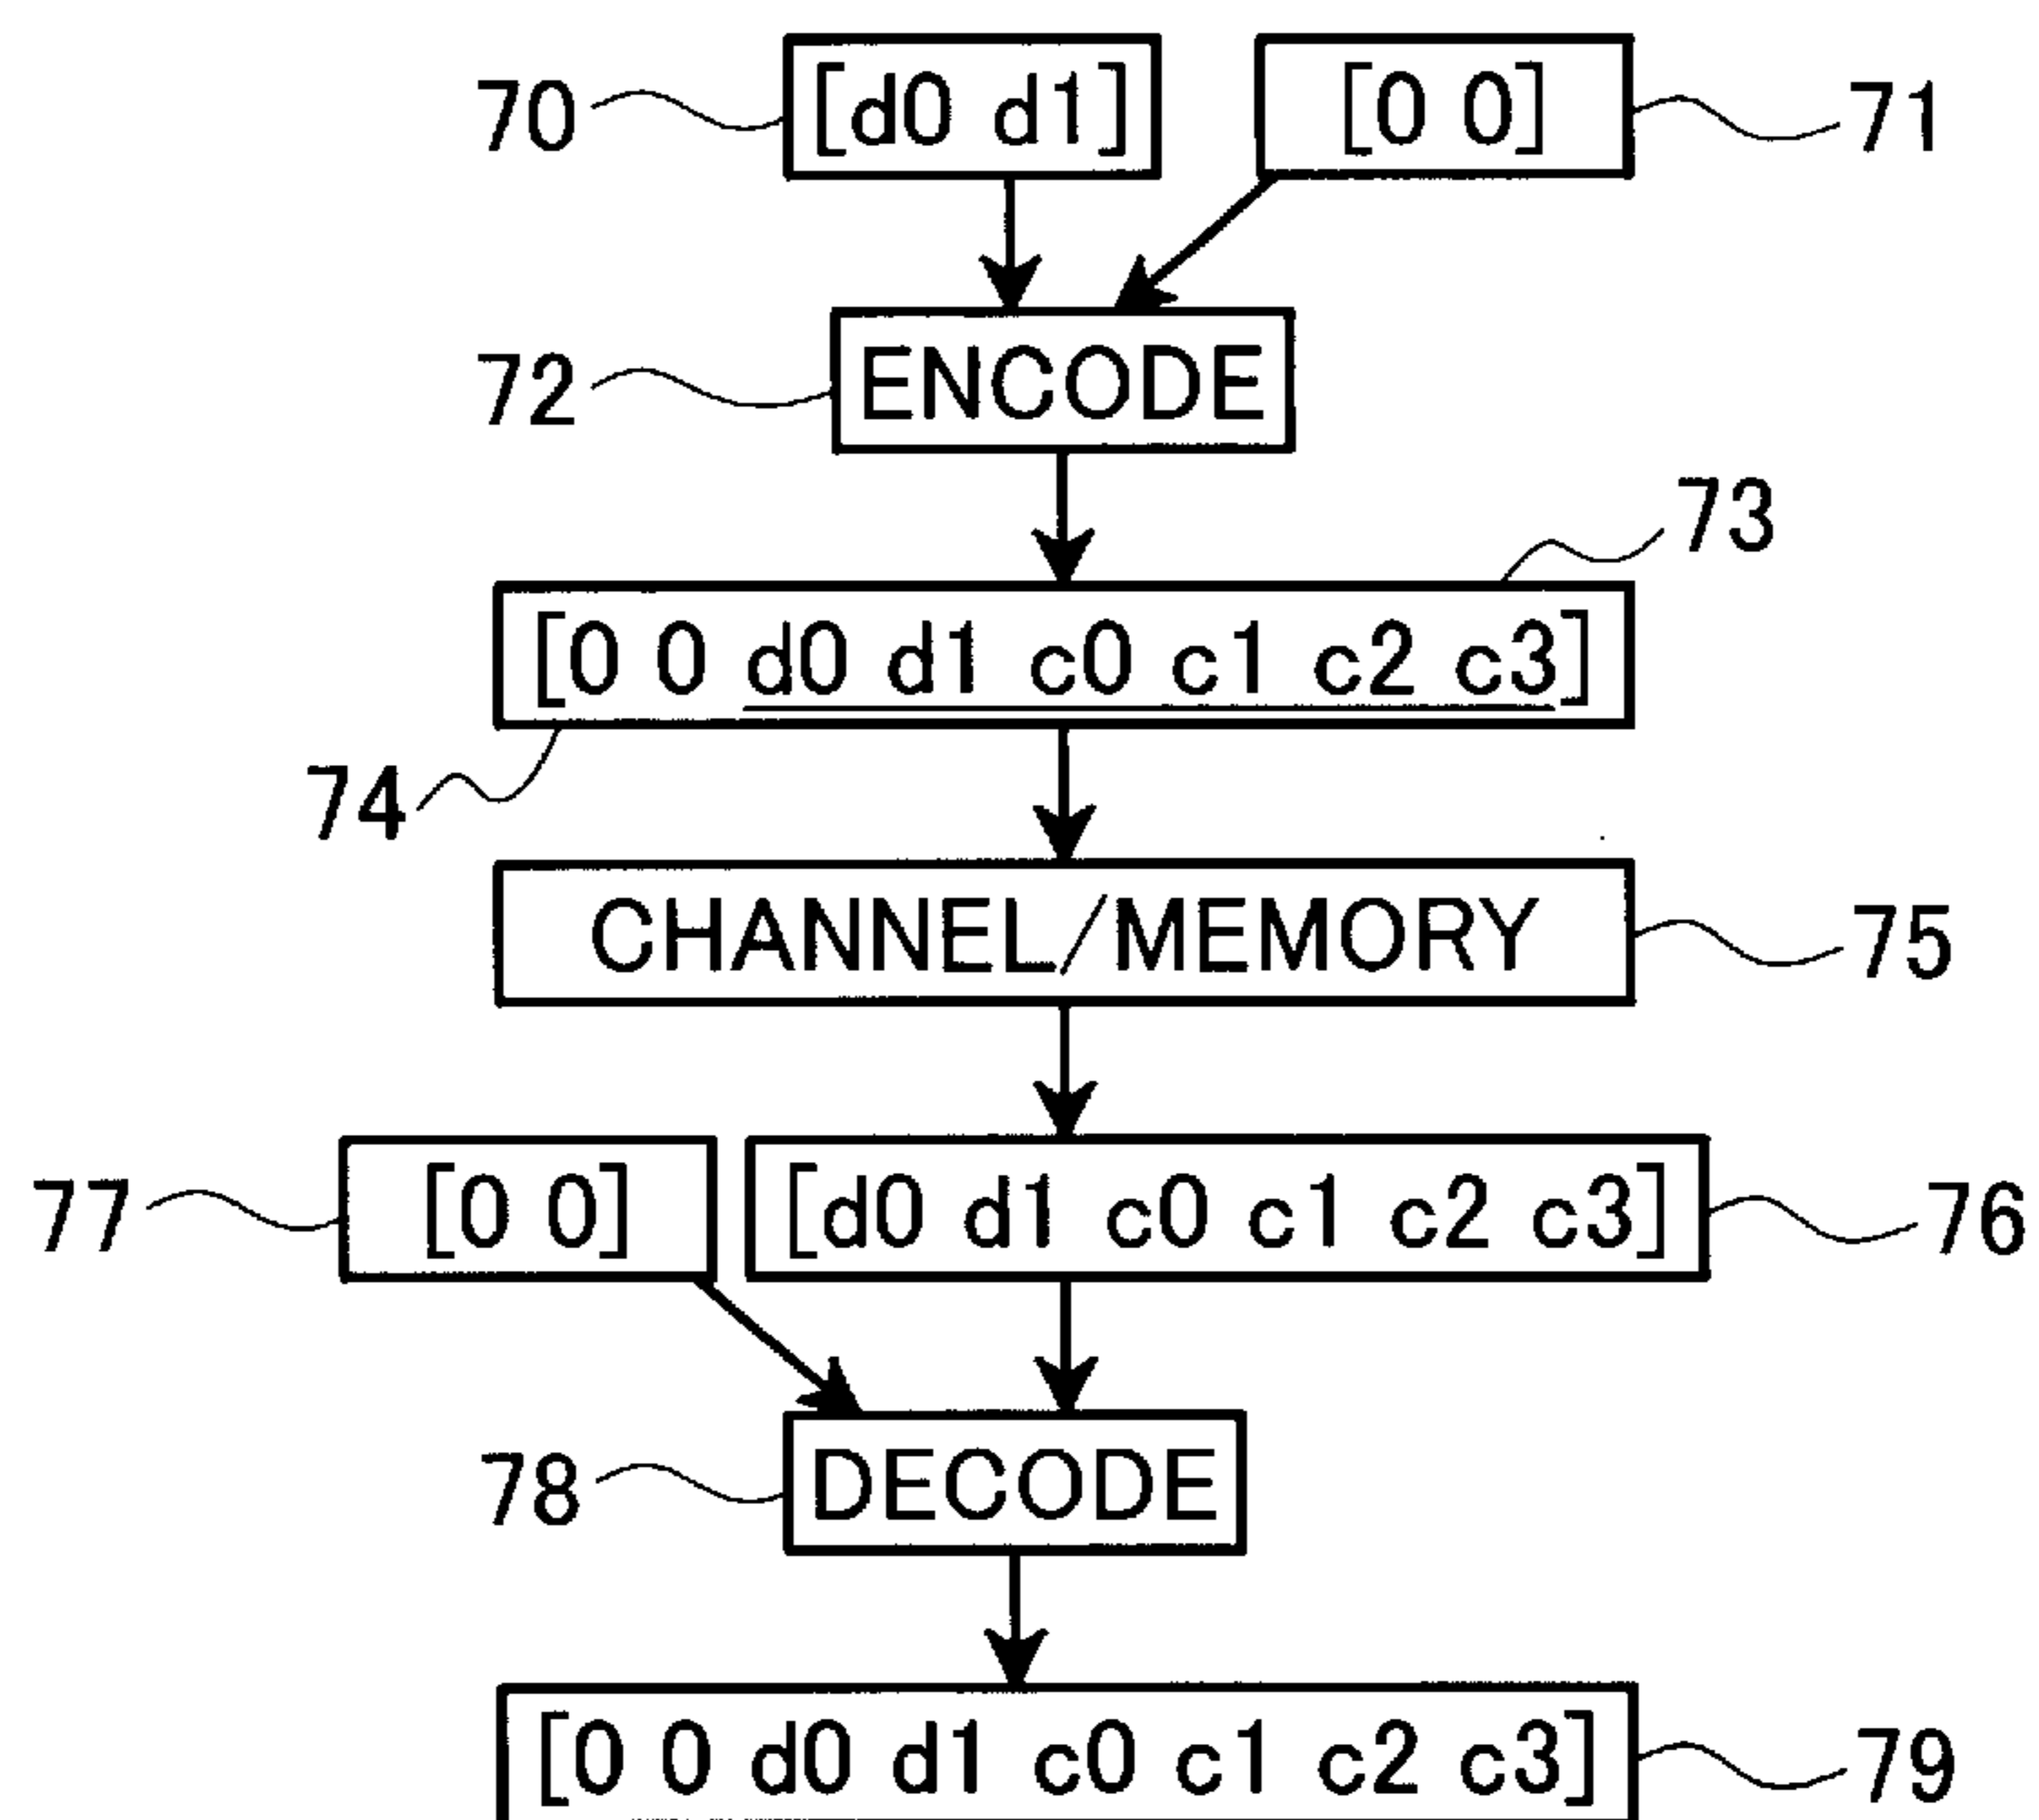 70 [d0 d1] [0 0] 71
72 ENCODE
73
[0 0 d0 d1 c0 c1 c2 c3]
74
CHANNEL/MEMORY 75
77 [0 0] [d0 d1 c0 c1 c2 c3] 76
78 DECODE
[0 0 d0 d1 c0 c1 c2 c3] 79